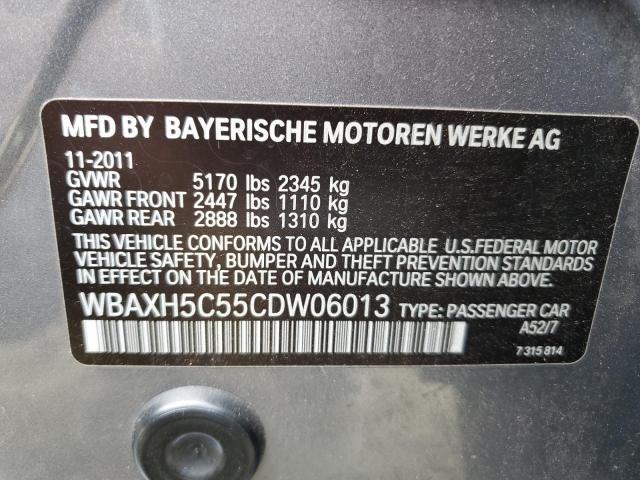 MFD BY BAYERISCHE MOTOREN WERKE AG
11-2011
GVWR 5170 lbs 2345 kg
GAWR FRONT 2447 lbs 1110 kg
GAWR REAR 2888 lbs 1310 kg
THIS VEHICLE CONFORMS TO ALL APPLICABLE U.S.FEDERAL MOTOR
VEHICLE SAFETY, BUMPER AND THEFT PREVENTION STANDARDS
IN EFFECT ON THE DATE OF MANUFACTURE SHOWN ABOVE.
WBAXH5C55CDW06013 TYPE: PASSENGER CAR
A52/7
7 315 814